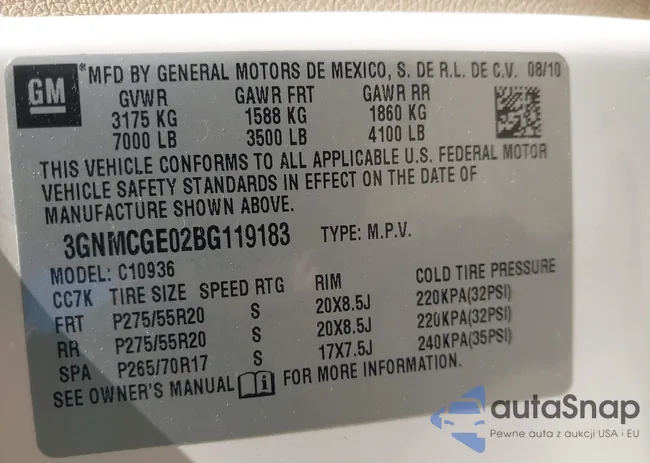 GM ® MFD BY GENERAL MOTORS DE MEXICO, S. DE R.L. DE C.V. 08/10
GVWR GAWR FRT GAWR RR
3175 KG 1588 KG 1860 KG
7000 LB 3500 LB 4100 LB
THIS VEHICLE CONFORMS TO ALL APPLICABLE U.S. FEDERAL MOTOR
VEHICLE SAFETY STANDARDS IN EFFECT ON THE DATE OF
MANUFACTURE SHOWN ABOVE.
3GNMCGE02BG119183 TYPE: M.P.V.
MODEL: C10936
CC7K TIRE SIZE SPEED RTG RIM COLD TIRE PRESSURE
FRT P275/55R20 S 20X8.5J 220KPA(32PSI)
RR P275/55R20 S 20X8.5J 220KPA(32PSI)
SPA P265/70R17 S 17X7.5J 240KPA(35PSI)
SEE OWNER'S MANUAL i FOR MORE INFORMATION.
autaSnap
Pewne auta z aukcji USA i EU